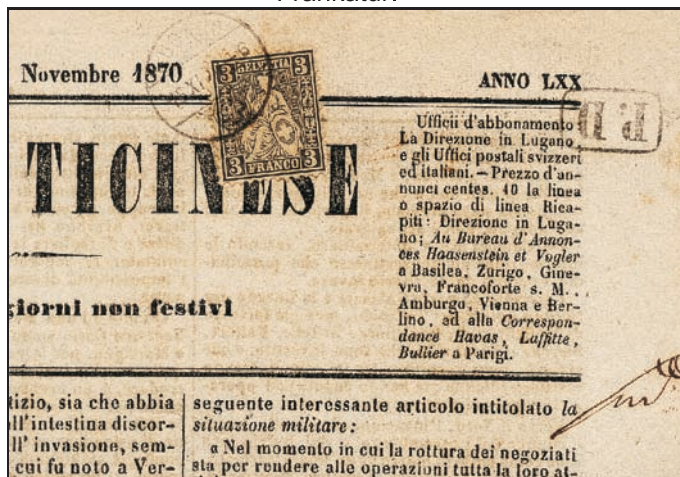 Novembre 1870
ANNO LXX
3 HELVETIA 3
3 FRANCO 3
P.D.
TICINESE
Ufficii d'abbonamento
La Direzione in Lugano
e gli Uffici postali svizzeri
ed italiani. — Prezzo d'an-
nunci centes. 10 la linea
o spazio di linea Rica-
piti: Direzione in Luga-
no; Au Bureau d'Annon-
ces Haasenstein et Vogler
a Basilea, Zurigo, Gine-
vra, Francoforte s. M.,
Amburgo, Vienna e Ber-
lino, ad alla Correspon-
dance Havas, Laffitte,
Bullier a Parigi.
giorni non festivi
tizio, sia che abbia
ll'intestina discor-
ll' invasione, sem-
cui fu noto a Ver-
seguente interessante articolo intitolato la
situazione militare:
« Nel momento in cui la rottura dei negoziati
sta per rendere alle operazioni tutta la loro at-